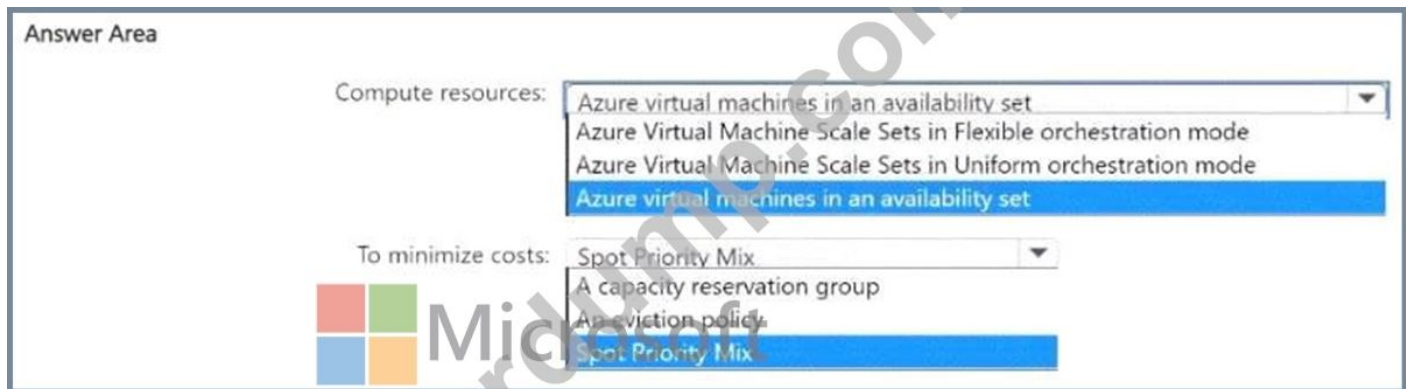 Answer Area
Compute resources: Azure virtual machines in an availability set
Azure Virtual Machine Scale Sets in Flexible orchestration mode
Azure Virtual Machine Scale Sets in Uniform orchestration mode
Azure virtual machines in an availability set
To minimize costs: Spot Priority Mix
A capacity reservation group
An eviction policy
Spot Priority Mix
Microsoft